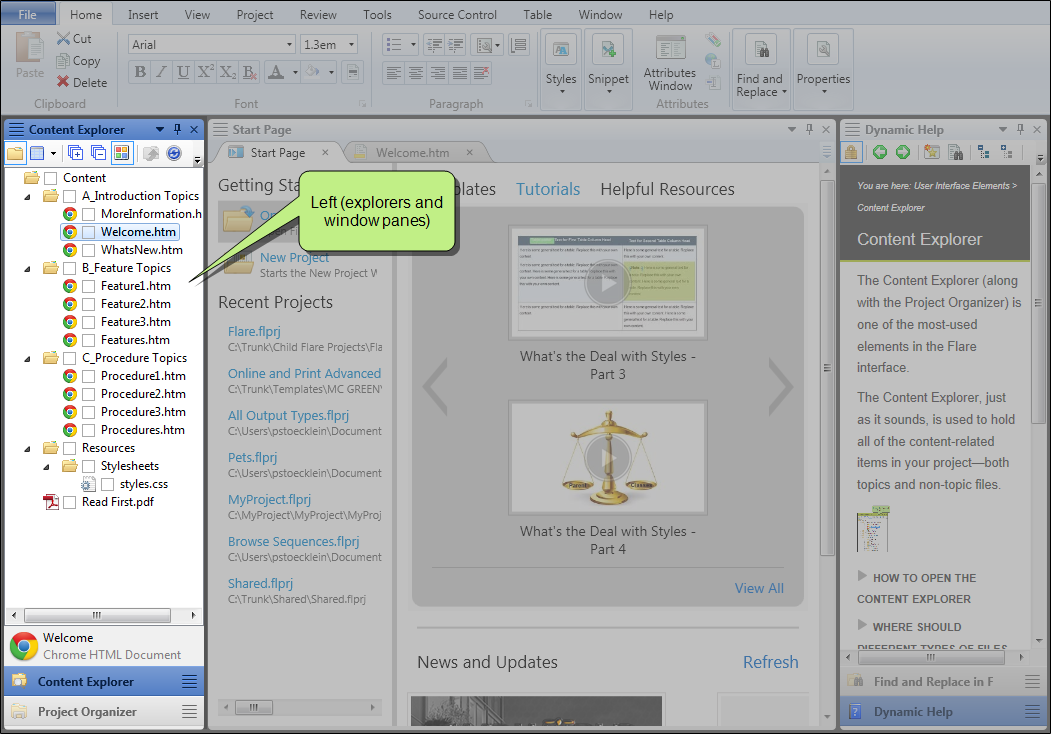 File Home Insert View Project Review Tools Source Control Table Window Help
Paste
Cut
Copy
Delete
Clipboard
Arial 1.3em
B I U X² X₂ B A
Font
Paragraph
Styles
Snippet
Attributes
Window
Attributes
Find and
Replace
Properties
Content Explorer
Content
A_Introduction Topics
MoreInformation.h
Welcome.htm
WhatsNew.htm
B_Feature Topics
Feature1.htm
Feature2.htm
Feature3.htm
Features.htm
C_Procedure Topics
Procedure1.htm
Procedure2.htm
Procedure3.htm
Procedures.htm
Resources
Stylesheets
styles.css
Read First.pdf
Welcome
Chrome HTML Document
Content Explorer
Project Organizer
Start Page
Start Page
Welcome.htm
Getting Sta
Left (explorers and
window panes)
New Project
Starts the New Project W
Recent Projects
Flare.flprj
C:\Trunk\Child Flare Projects\Fla
Online and Print Advanced
C:\Trunk\Templates\MC GREEN\
All Output Types.flprj
C:\Users\pstoecklein\Document
Pets.flprj
C:\Users\pstoecklein\Document
MyProject.flprj
C:\MyProject\MyProject\MyProj
Browse Sequences.flprj
C:\Users\pstoecklein\Document
Shared.flprj
C:\Trunk\Shared\Shared.flprj
plates Tutorials Helpful Resources
What's the Deal with Styles -
Part 3
What's the Deal with Styles -
Part 4
View All
News and Updates
Refresh
Dynamic Help
You are here: User Interface Elements >
Content Explorer
Content Explorer
The Content Explorer (along
with the Project Organizer) is
one of the most-used
elements in the Flare
interface.
The Content Explorer, just
as it sounds, is used to hold
all of the content-related
items in your project—both
topics and non-topic files.
HOW TO OPEN THE
CONTENT EXPLORER
WHERE SHOULD
DIFFERENT TYPES OF FILES
Find and Replace in F
Dynamic Help